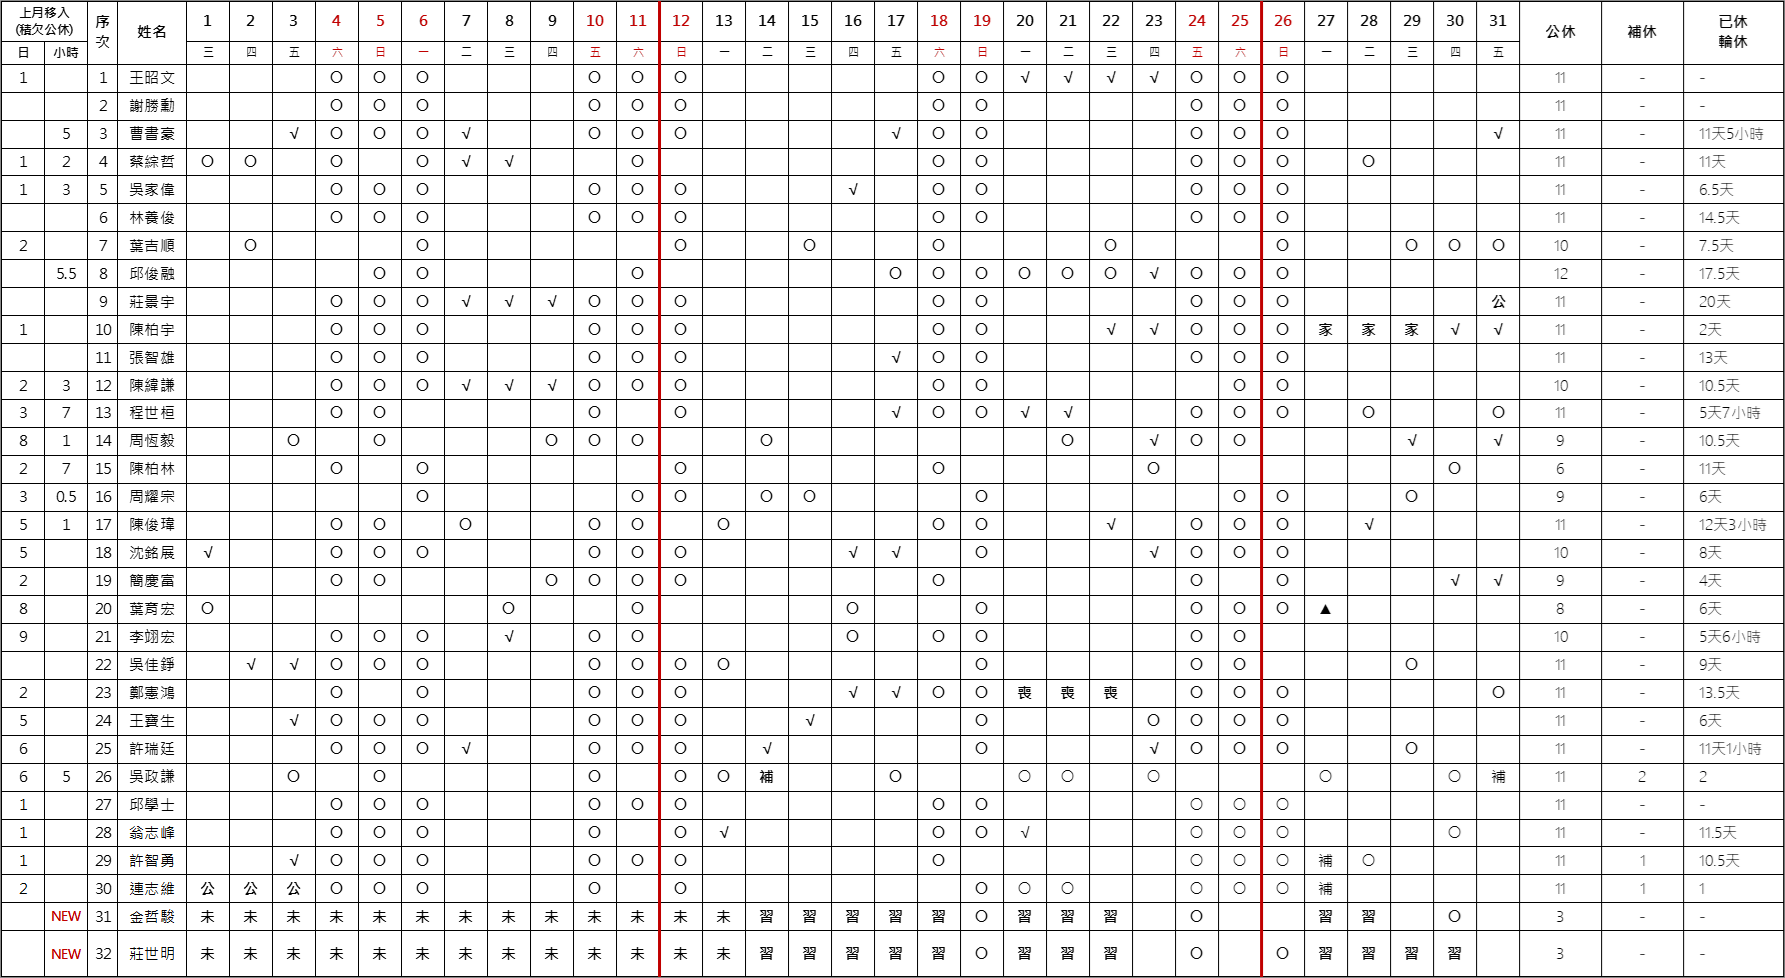 上月移入 (積欠公休) 序次 姓名 1 2 3 4 5 6 7 8 9 10 11 12 13 14 15 16 17 18 19 20 21 22 23 24 25 26 27 28 29 30 31 公休 補休 已休輪休
日 小時 三 四 五 六 日 一 二 三 四 五 六 日 一 二 三 四 五 六 日 一 二 三 四 五 六 日 一 二 三 四 五
1 1 王昭文 O O O O O O O O √ √ √ √ O O O 11 - -
2 謝勝勳 O O O O O O O O O O O 11 - -
5 3 曹書豪 √ O O O √ O O O √ O O O O O √ 11 - 11天5小時
1 2 4 蔡綜哲 O O O O √ √ O O O O O O O 11 - 11天
1 3 5 吳家偉 O O O O O O √ O O O O O 11 - 6.5天
6 林養俊 O O O O O O O O O O O 11 - 14.5天
2 7 葉吉順 O O O O O O O O O O 10 - 7.5天
5.5 8 邱俊融 O O O O O O O O O √ O O O 12 - 17.5天
9 莊景宇 O O O √ √ √ O O O O O O O O 公 11 - 20天
1 10 陳柏宇 O O O O O O O O √ √ O O O 家 家 家 √ √ 11 - 2天
11 張智雄 O O O O O O √ O O O O O 11 - 13天
2 3 12 陳緯謙 O O O √ √ √ O O O O O O O 10 - 10.5天
3 7 13 程世桓 O O O O √ O O √ √ O O O O O 11 - 5天7小時
8 1 14 周恆毅 O O O O O O O √ O O √ √ 9 - 10.5天
2 7 15 陳柏林 O O O O O O 6 - 11天
3 0.5 16 周耀宗 O O O O O O O O O 9 - 6天
5 1 17 陳俊瑋 O O O O O O O O √ O O O √ 11 - 12天3小時
5 18 沈銘展 √ O O O O O O √ √ O √ O O O 10 - 8天
2 19 簡慶富 O O O O O O O O O √ √ 9 - 4天
8 20 葉育宏 O O O O O O O O ▲ 8 - 6天
9 21 李翊宏 O O O √ O O O O O O O 10 - 5天6小時
22 吳佳錚 √ √ O O O O O O O O O O O 11 - 9天
2 23 鄭憲鴻 O O O O O √ √ O O 喪 喪 喪 O O O O 11 - 13.5天
5 24 王寶生 √ O O O O O O √ O O O O O 11 - 6天
6 25 許瑞廷 O O O √ O O O √ O √ O O O O 11 - 11天1小時
6 5 26 吳政謙 O O O O O 補 O O O O O O 補 11 2 2
1 27 邱學士 O O O O O O O O O O O 11 - -
1 28 翁志峰 O O O O O √ O O √ O O O O 11 - 11.5天
1 29 許智勇 √ O O O O O O O O O O 補 O 11 1 10.5天
2 30 連志維 公 公 公 O O O O O O O O O O O 補 11 1 1
NEW 31 金哲駿 未 未 未 未 未 未 未 未 未 未 未 未 未 習 習 習 習 習 O 習 習 習 O 習 習 O 3 - -
NEW 32 莊世明 未 未 未 未 未 未 未 未 未 未 未 未 未 習 習 習 習 習 O 習 習 習 O O 習 習 習 習 3 - -